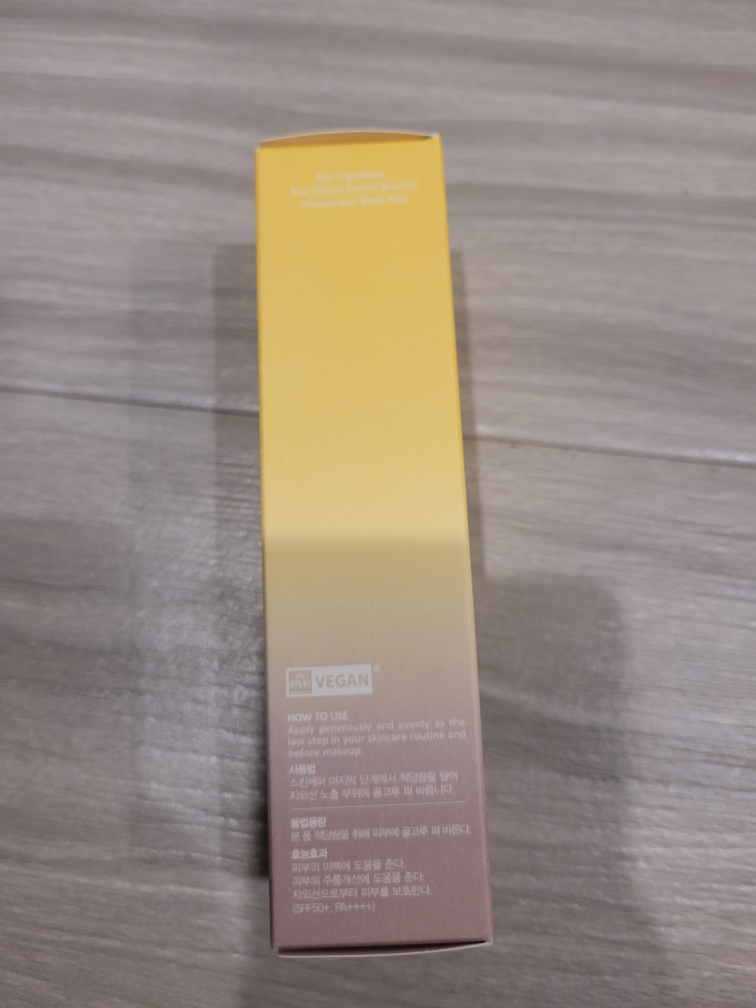 infused with
VEGAN
HOW TO USE
Apply generously and evenly as the
last step in your skincare routine and
before makeup.
사용법
스킨케어 마지막 단계에서 적당량을 덜어
자외선 노출 부위에 골고루 펴 바릅니다.
용법용량
본 품 적당량을 취해 피부에 골고루 펴 바른다.
효능효과
피부의 미백에 도움을 준다.
피부의 주름개선에 도움을 준다.
자외선으로부터 피부를 보호한다.
(SPF50+, PA++++)